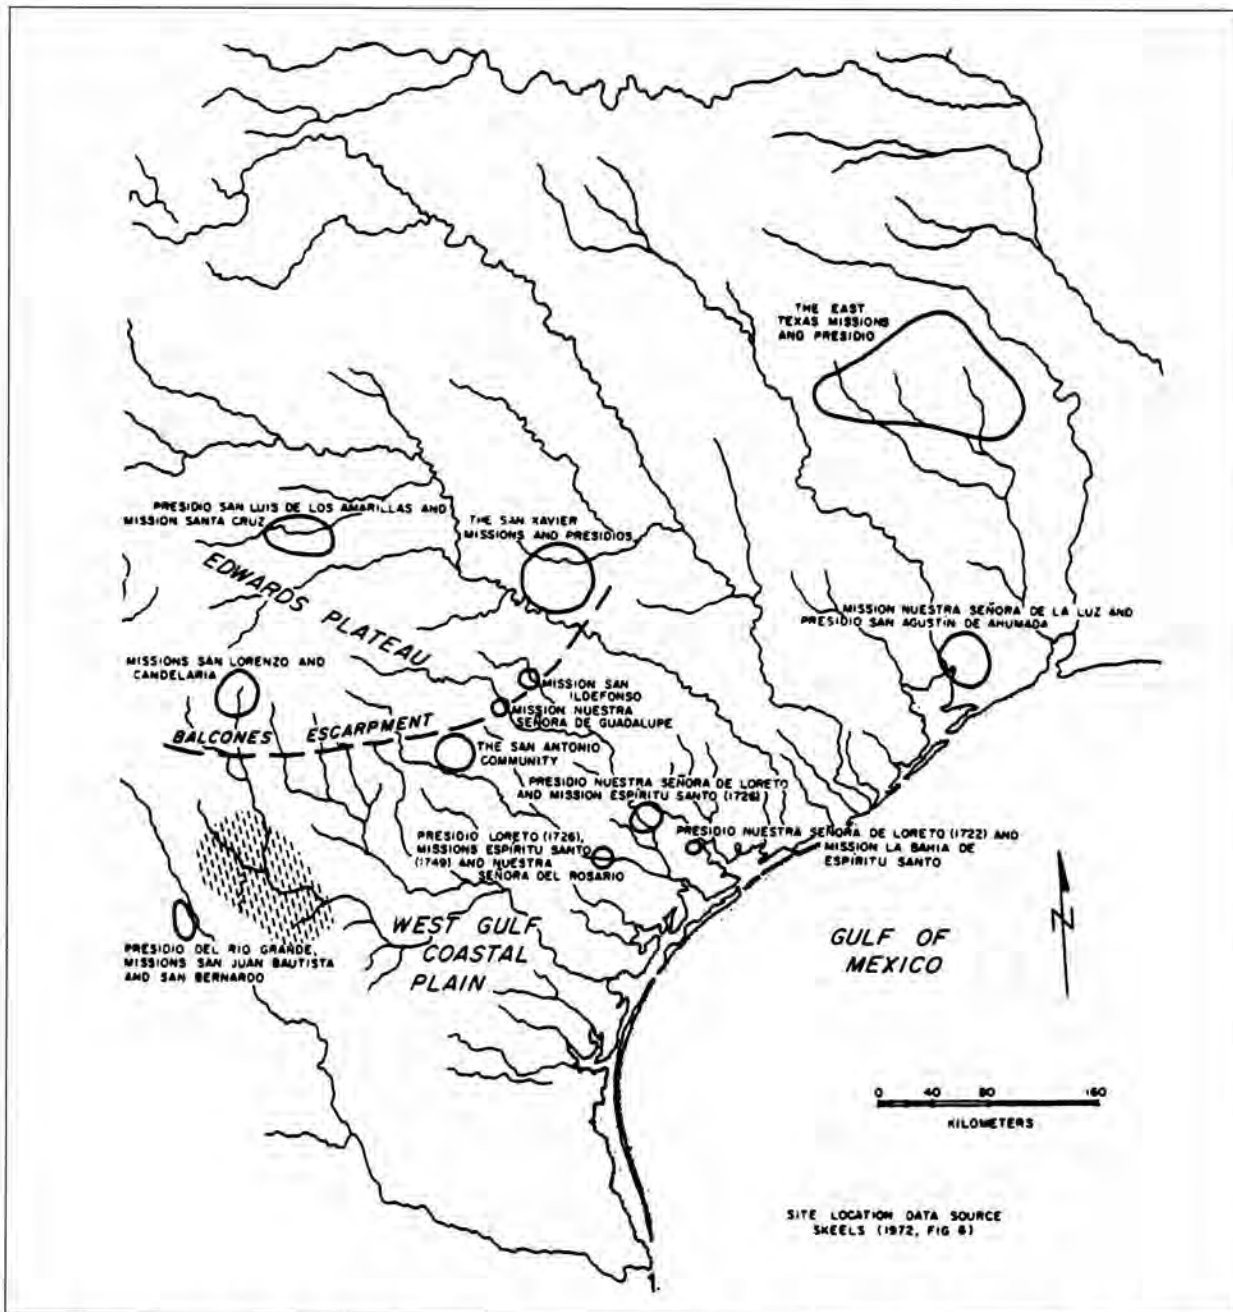 THE EAST
TEXAS MISSIONS
AND PRESIDIO
PRESIDIO SAN LUIS DE LOS AMARILLAS AND
MISSION SANTA CRUZ
THE SAN XAVIER
MISSIONS AND PRESIDIOS
EDWARDS PLATEAU
MISSION NUESTRA SEÑORA DE LA LUZ AND
PRESIDIO SAN AGUSTIN DE AHUMADA
MISSIONS SAN LORENZO AND
CANDELARIA
MISSION SAN
ILDEFONSO
MISSION NUESTRA
SEÑORA DE GUADALUPE
BALCONES ESCARPMENT
THE SAN ANTONIO
COMMUNITY
PRESIDIO NUESTRA SEÑORA DE LORETO
AND MISSION ESPÍRITU SANTO (1726)
PRESIDIO LORETO (1726),
MISSIONS ESPÍRITU SANTO
(1749) AND NUESTRA
SEÑORA DEL ROSARIO
PRESIDIO NUESTRA SEÑORA DE LORETO (1722) AND
MISSION LA BAHIA DE
ESPÍRITU SANTO
WEST GULF
COASTAL
PLAIN
GULF OF
MEXICO
N
PRESIDIO DEL RIO GRANDE,
MISSIONS SAN JUAN BAUTISTA
AND SAN BERNARDO
0 40 80 160
KILOMETERS
SITE LOCATION DATA SOURCE
SKEELS (1972, FIG 6)